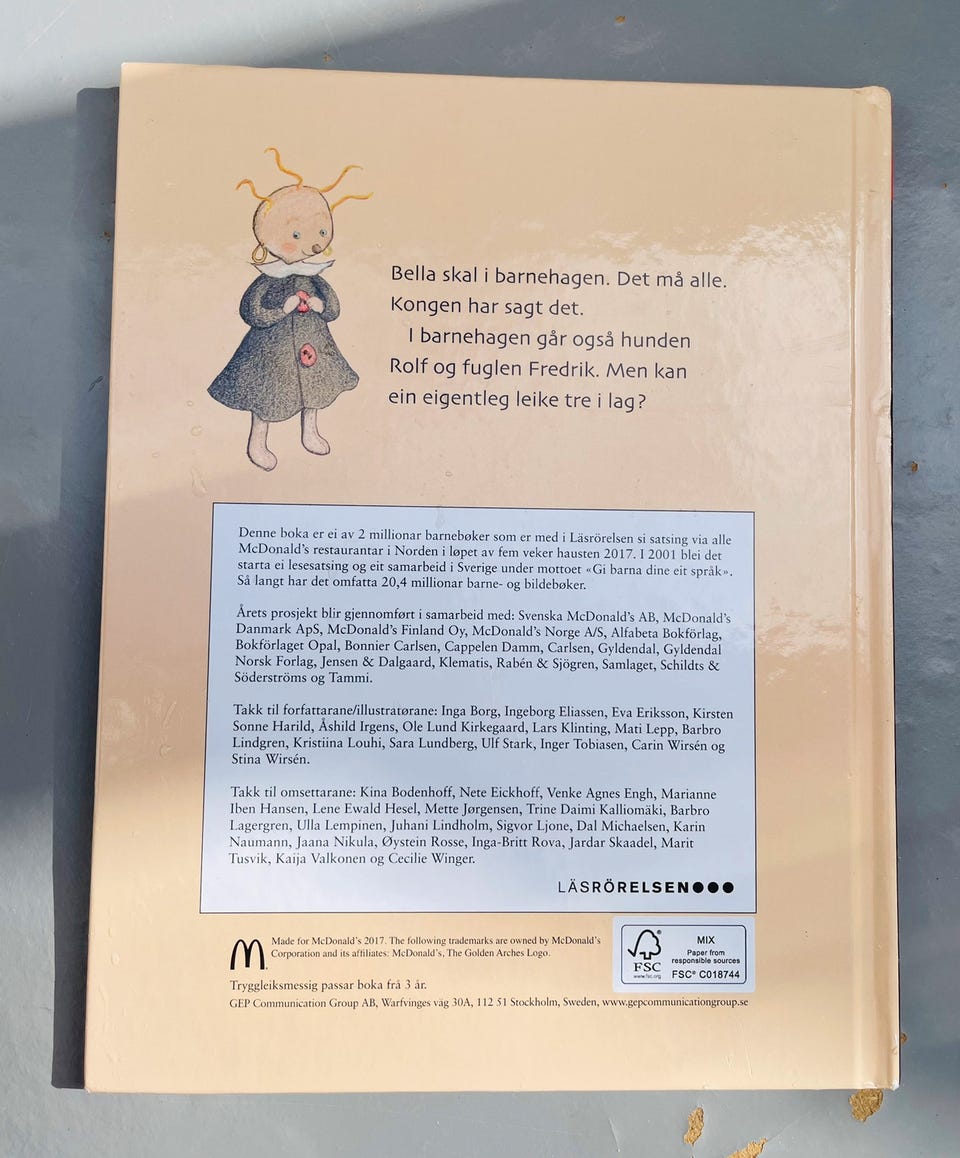 Bella skal i barnehagen. Det må alle.
Kongen har sagt det.
I barnehagen går også hunden
Rolf og fuglen Fredrik. Men kan
ein eigentleg leike tre i lag?
Denne boka er ei av 2 millionar barnebøker som er med i Läsrörelsen si satsing via alle
McDonald's restaurantar i Norden i løpet av fem veker hausten 2017. I 2001 blei det
starta ei lesesatsing og eit samarbeid i Sverige under mottoet «Gi barna dine eit språk».
Så langt har det omfatta 20,4 millionar barne- og bildebøker.
Årets prosjekt blir gjennomført i samarbeid med: Svenska McDonald's AB, McDonald's
Danmark ApS, McDonald's Finland Oy, McDonald's Norge A/S, Alfabeta Bokförlag,
Bokförlaget Opal, Bonnier Carlsen, Cappelen Damm, Carlsen, Gyldendal, Gyldendal
Norsk Forlag, Jensen & Dalgaard, Klematis, Rabén & Sjögren, Samlaget, Schildts &
Söderströms og Tammi.
Takk til forfattarane/illustratørane: Inga Borg, Ingeborg Eliassen, Eva Eriksson, Kirsten
Sonne Harild, Åshild Irgens, Ole Lund Kirkegaard, Lars Klinting, Mati Lepp, Barbro
Lindgren, Kristiina Louhi, Sara Lundberg, Ulf Stark, Inger Tobiasen, Carin Wirsén og
Stina Wirsén.
Takk til omsettarane: Kina Bodenhoff, Nete Eickhoff, Venke Agnes Engh, Marianne
Iben Hansen, Lene Ewald Hesel, Mette Jørgensen, Trine Daimi Kalliomäki, Barbro
Lagergren, Ulla Lempinen, Juhani Lindholm, Sigvor Ljone, Dal Michaelsen, Karin
Naumann, Jaana Nikula, Øystein Rosse, Inga-Britt Rova, Jardar Skaadel, Marit
Tusvik, Kaija Valkonen og Cecilie Winger.
LÄSRÖRELSEN●●●
Made for McDonald's 2017. The following trademarks are owned by McDonald's
Corporation and its affiliates: McDonald's, The Golden Arches Logo.
Tryggleiksmessig passar boka frå 3 år.
GEP Communication Group AB, Warfvinges väg 30A, 112 51 Stockholm, Sweden, www.gepcommunicationgroup.se
FSC
www.fsc.org
MIX
Paper from
responsible sources
FSC® C018744